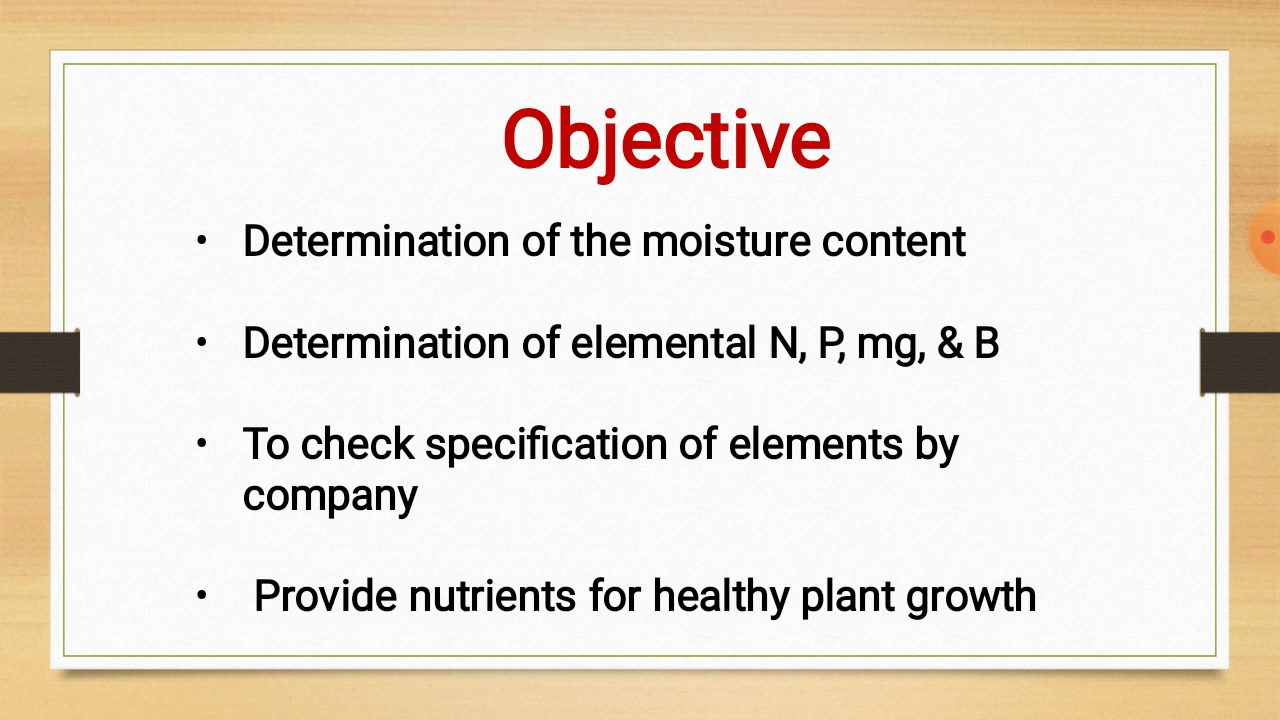 Objective
• Determination of the moisture content
• Determination of elemental N, P, mg, & B
• To check specification of elements by
company
• Provide nutrients for healthy plant growth